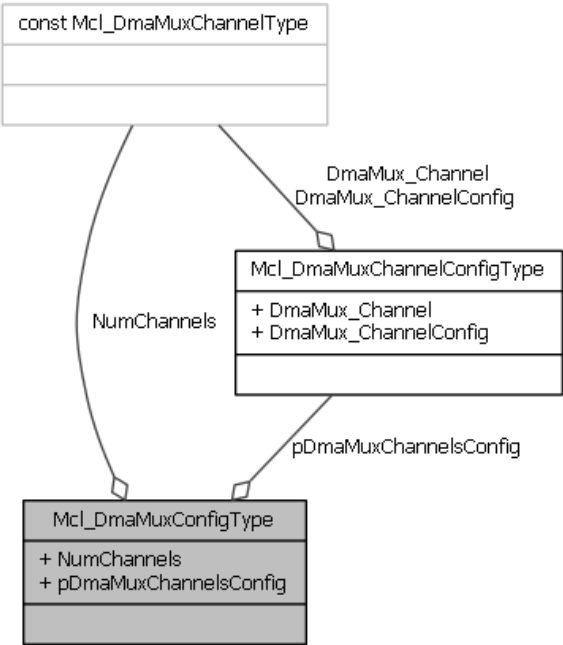 const Mcl_DmaMuxChannelType
DmaMux_Channel
DmaMux_ChannelConfig
Mcl_DmaMuxChannelConfigType
+ DmaMux_Channel
+ DmaMux_ChannelConfig
NumChannels
pDmaMuxChannelsConfig
Mcl_DmaMuxConfigType
+ NumChannels
+ pDmaMuxChannelsConfig